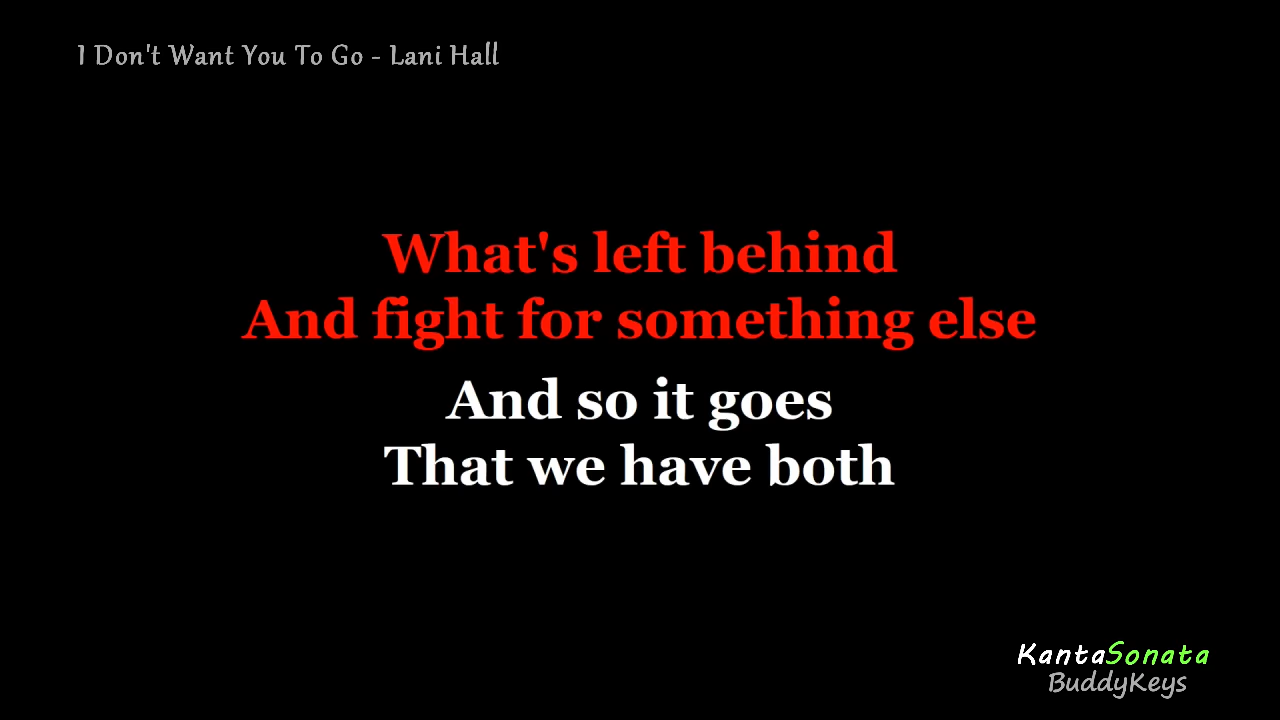 I Don't Want You To Go - Lani Hall
What's left behind
And fight for something else
And so it goes
That we have both
KantaSonata
BuddyKeys